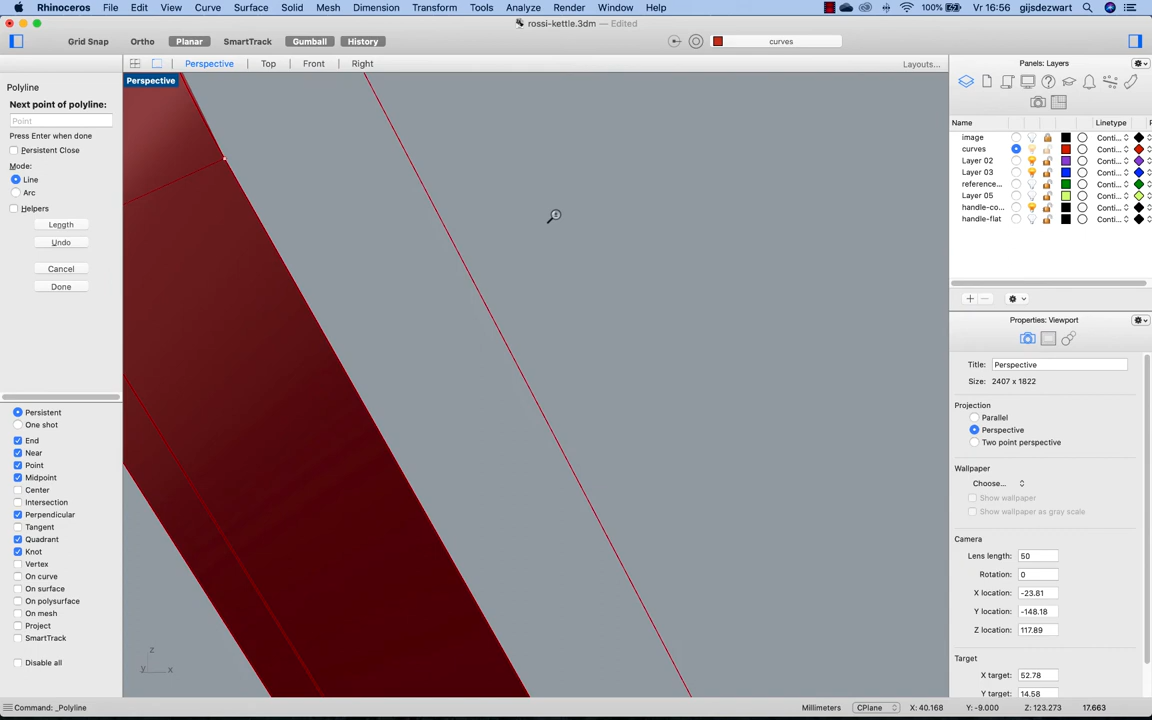 Rhinoceros File Edit View Curve Surface Solid Mesh Dimension Transform Tools Analyze Render Window Help 100% Vr 16:56 gijsdezwart
rossi-kettle.3dm — Edited
Grid Snap Ortho Planar SmartTrack Gumball History curves
Perspective Top Front Right Layouts...
Panels: Layers
Perspective
Polyline
Next point of polyline:
Point
Press Enter when done
Persistent Close
Mode:
Line
Arc
Helpers
Length
Undo
Cancel
Done
Persistent
One shot
End
Near
Point
Midpoint
Center
Intersection
Perpendicular
Tangent
Quadrant
Knot
Vertex
On curve
On surface
On polysurface
On mesh
Project
SmartTrack
Disable all
z
y x
Name Linetype P
image Conti...
curves Conti...
Layer 02 Conti...
Layer 03 Conti...
reference... Conti...
Layer 05 Conti...
handle-co... Conti...
handle-flat Conti...
Properties: Viewport
Title: Perspective
Size: 2407 x 1822
Projection
Parallel
Perspective
Two point perspective
Wallpaper
Choose...
Show wallpaper
Show wallpaper as gray scale
Camera
Lens length: 50
Rotation: 0
X location: -23.81
Y location: -148.18
Z location: 117.89
Target
X target: 52.78
Y target: 14.58
Command: _Polyline Millimeters CPlane X: 40.168 Y: -9.000 Z: 123.273 17.663